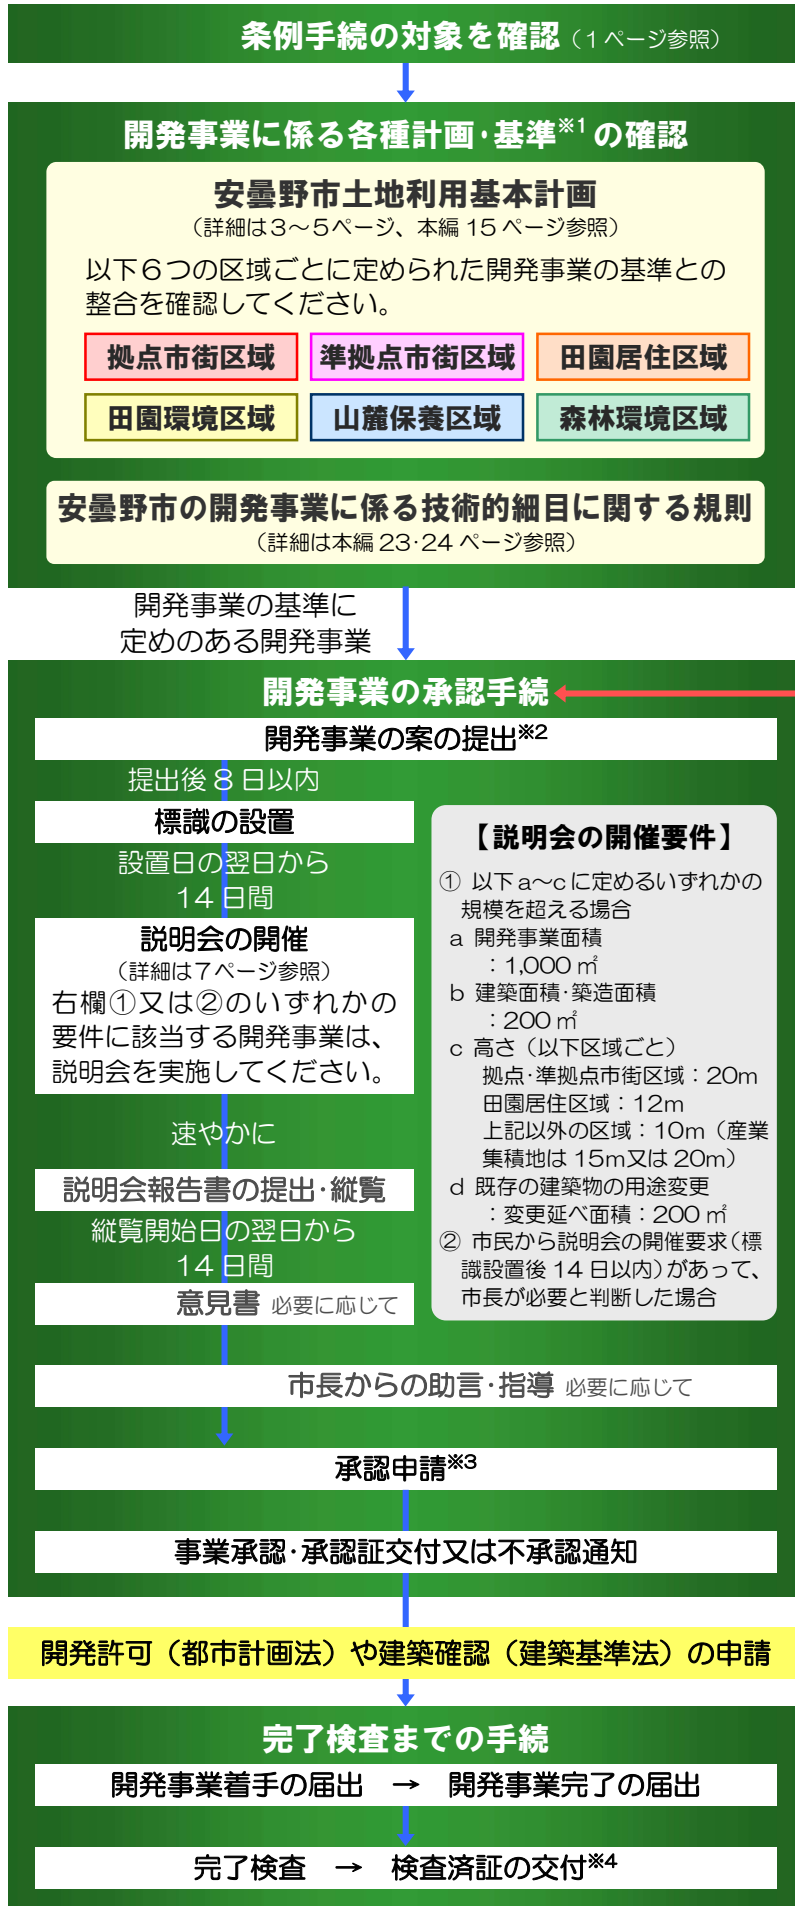 条例手続の対象を確認（1ページ参照）
開発事業に係る各種計画･基準※1の確認
安曇野市土地利用基本計画
（詳細は3～5ページ、本編 15 ページ参照）
以下6つの区域ごとに定められた開発事業の基準との
整合を確認してください。
拠点市街区域 準拠点市街区域 田園居住区域
田園環境区域 山麓保養区域 森林環境区域
安曇野市の開発事業に係る技術的細目に関する規則
（詳細は本編 23･24 ページ参照）
開発事業の基準に
定めのある開発事業
開発事業の承認手続
開発事業の案の提出※2
提出後 8 日以内
標識の設置
設置日の翌日から
14 日間
説明会の開催
（詳細は7ページ参照）
右欄①又は②のいずれかの
要件に該当する開発事業は、
説明会を実施してください。
速やかに
説明会報告書の提出･縦覧
縦覧開始日の翌日から
14 日間
意見書 必要に応じて
【説明会の開催要件】
① 以下 a～c に定めるいずれかの
規模を超える場合
a 開発事業面積
：1,000 ㎡
b 建築面積･築造面積
：200 ㎡
c 高さ（以下区域ごと）
拠点･準拠点市街区域：20m
田園居住区域：12m
上記以外の区域：10m（産業
集積地は 15m又は 20m）
d 既存の建築物の用途変更
：変更延べ面積：200 ㎡
② 市民から説明会の開催要求（標
識設置後 14 日以内）があって、
市長が必要と判断した場合
市長からの助言･指導 必要に応じて
承認申請※3
事業承認･承認証交付又は不承認通知
開発許可（都市計画法）や建築確認（建築基準法）の申請
完了検査までの手続
開発事業着手の届出 → 開発事業完了の届出
完了検査 → 検査済証の交付※4